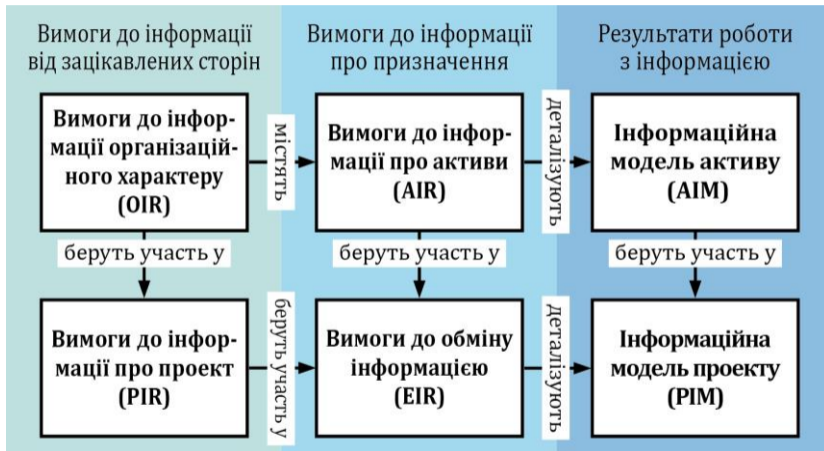 Вимоги до інформації
від зацікавлених сторін
Вимоги до інформації
про призначення
Результати роботи
з інформацією
Вимоги до інфор-
мації організацій-
ного характеру
(OIR)
містять
Вимоги до інфор-
мації про активи
(AIR)
деталізують
Інформаційна
модель активу
(AIM)
беруть участь у
беруть участь у
беруть участь у
Вимоги до інфор-
мації про проект
(PIR)
беруть участь у
Вимоги до обміну
інформацією
(EIR)
деталізують
Інформаційна
модель проекту
(PIM)